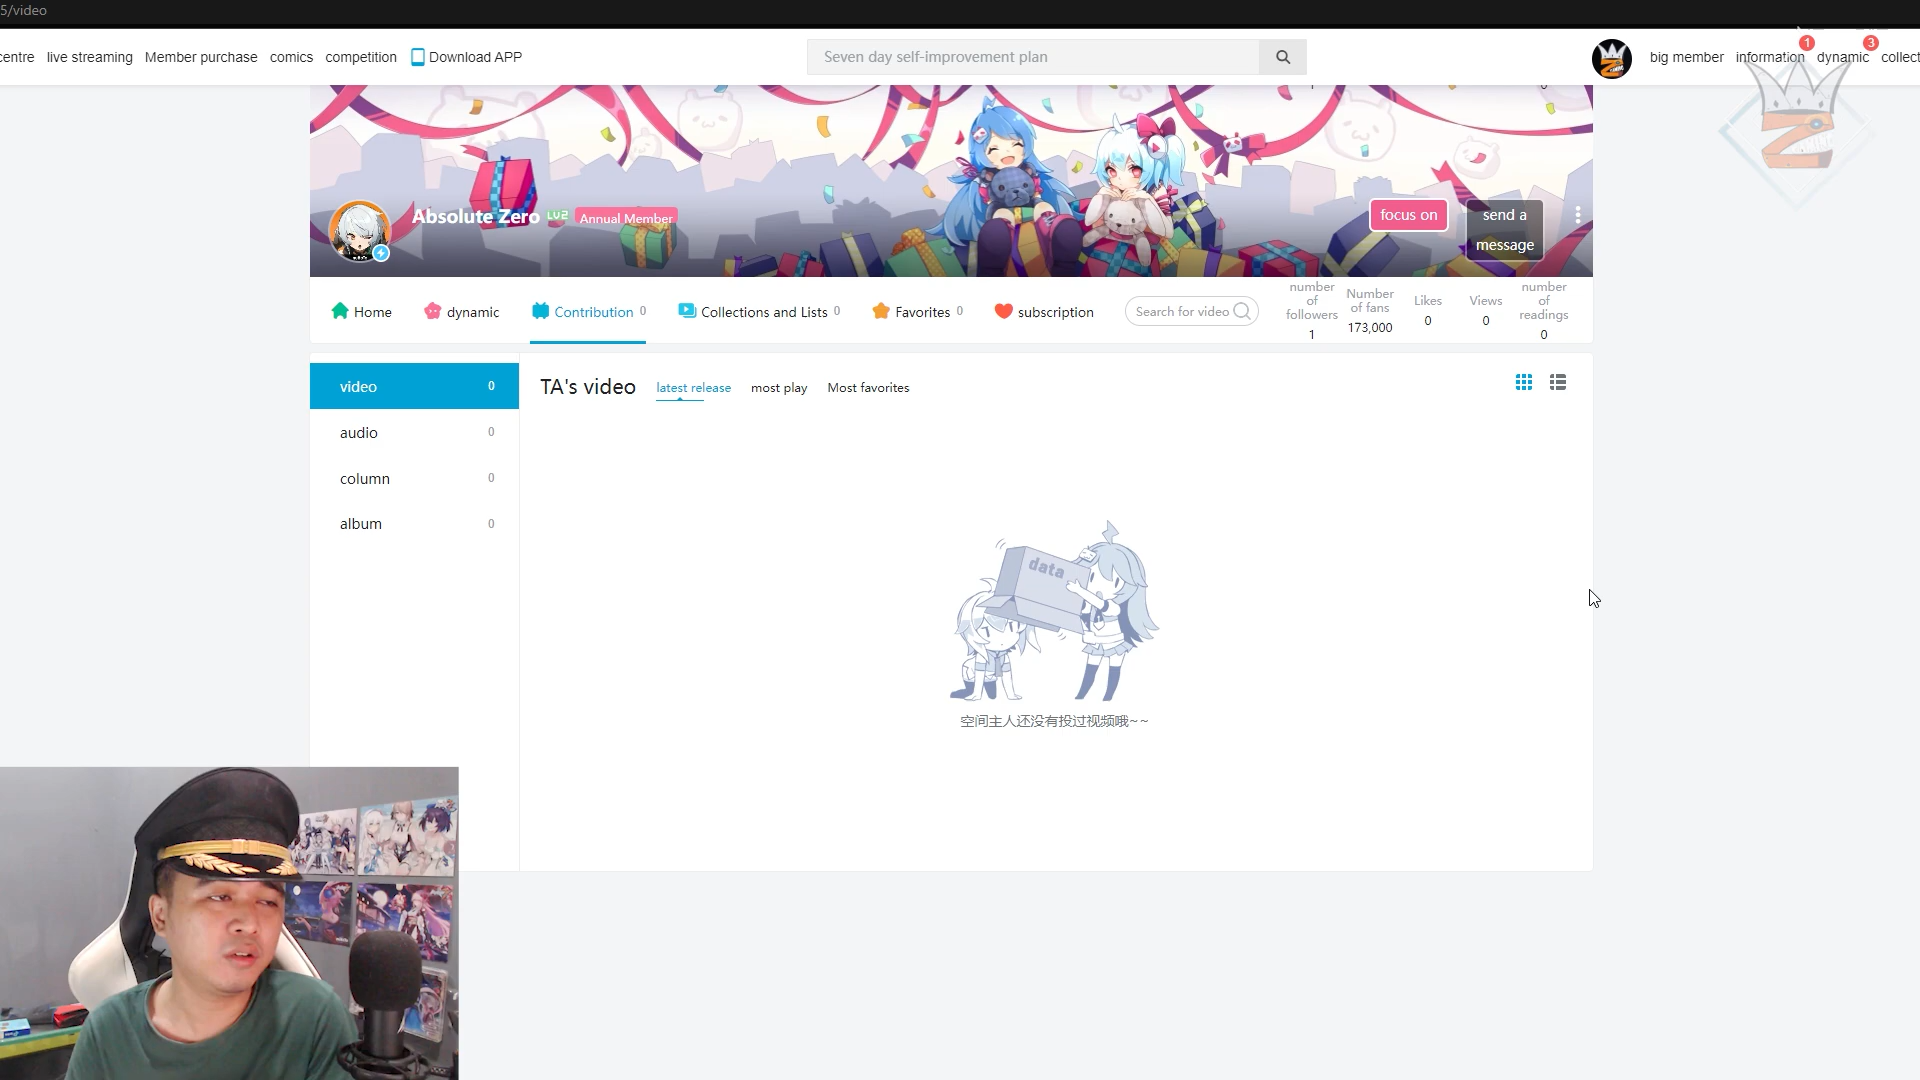 5/video
centre live streaming Member purchase comics competition Download APP
Seven day self-improvement plan
big member information 1 dynamic 3 collect
Absolute Zero LV2 Annual Member
focus on
send a
message
Home dynamic Contribution 0 Collections and Lists 0 Favorites 0 subscription
Search for video
number
of
followers
1
Number
of fans
173,000
Likes
0
Views
0
number
of
readings
0
video 0
audio 0
column 0
album 0
TA's video latest release most play Most favorites
data
空间主人还没有投过视频哦~~